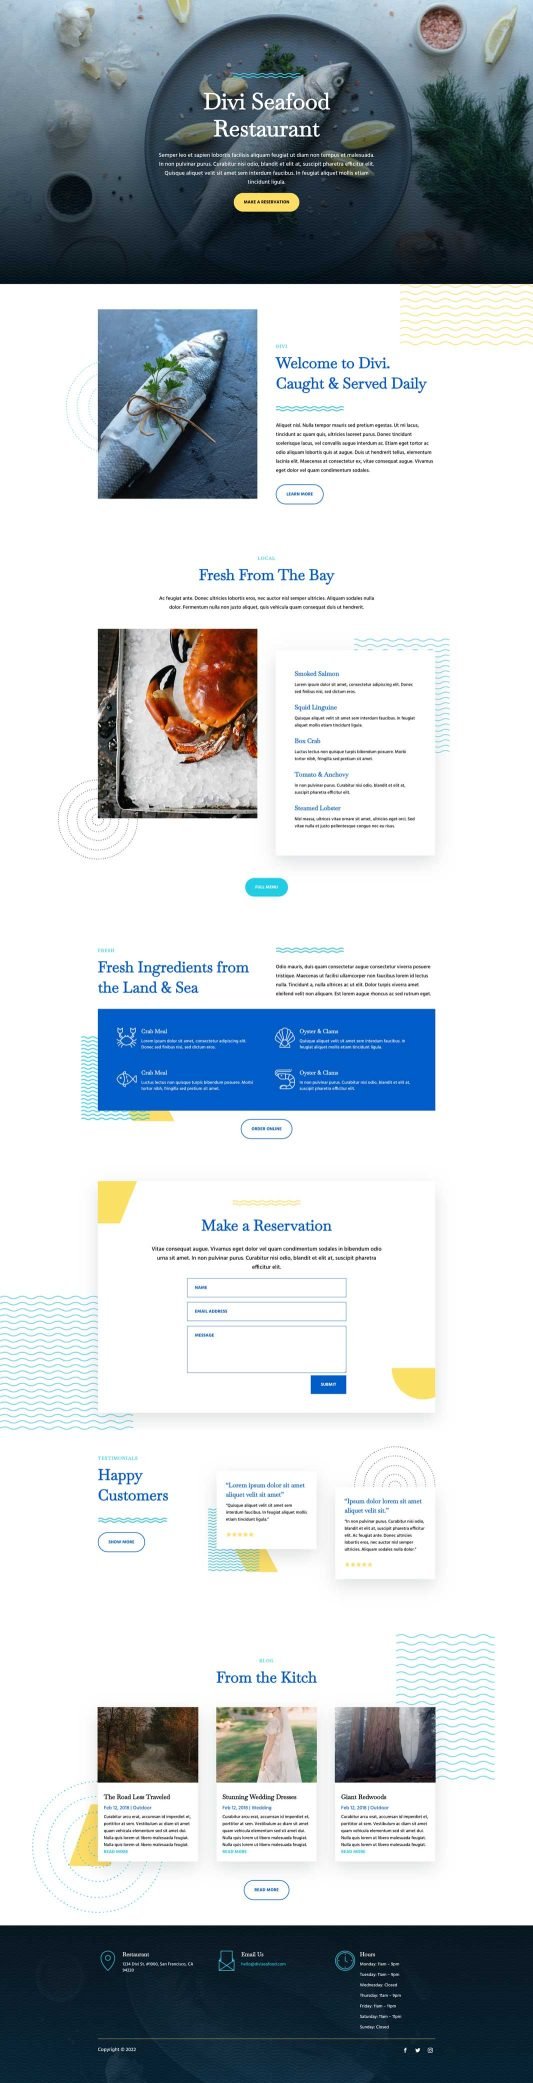 Divi Seafood
Restaurant
Semper leo et sapien lobortis facilisis aliquam feugiat ut diam non tempus et malesuada.
In non pulvinar purus. Curabitur nisi odio, blandit et elit at, suscipit pharetra efficitur elit.
Quisque aliquet velit sit amet sem interdum faucibus. In feugiat aliquet mollis etiam
tincidunt ligula.
MAKE A RESERVATION
DIVI
Welcome to Divi.
Caught & Served Daily
Aliquet nisl. Nulla tempor mauris sed pretium egestas. Ut mi lacus,
tincidunt ac quam quis, ultricies laoreet purus. Donec tincidunt
scelerisque lacus, vel convallis augue interdum ac. Etiam eget tortor ac
odio aliquam lobortis quis at augue. Duis ut hendrerit tellus, elementum
lacinia elit. Maecenas at consectetur ex, vitae consequat augue. Vivamus
eget dolor vel quam condimentum sodales.
LEARN MORE
LOCAL
Fresh From The Bay
Ac feugiat ante. Donec ultricies lobortis eros, nec auctor nisl semper ultricies. Aliquam sodales nulla
dolor. Fermentum nulla non justo aliquet, quis vehicula quam consequat duis ut hendrerit.
Smoked Salmon
Lorem ipsum dolor sit amet, consectetur adipiscing elit. Donec
sed finibus nisi, sed dictum eros.
Squid Linguine
Quisque aliquet velit sit amet sem interdum faucibus. In feugiat
aliquet mollis etiam tincidunt ligula.
Box Crab
Luctus lectus non quisque turpis bibendum posuere. Morbi
tortor nibh, fringilla sed pretium sit amet.
Tomato & Anchovy
In non pulvinar purus. Curabitur nisi odio, blandit et elit at,
suscipit pharetra efficitur elit.
Steamed Lobster
Nisl massa, ultrices vitae ornare sit amet, ultricies eget orci. Sed
vitae nulla et justo pellentesque congue nec eu risus.
FULL MENU
FRESH
Fresh Ingredients from
the Land & Sea
Odio mauris, duis quam consectetur augue consectetur viverra posuere
tristique. Maecenas ut facilisi ullamcorper non faucibus lorem id lectus
nulla. Tincidunt a, nulla ultrices ac ut elit. Dolor turpis viverra amet
eleifend velit non aliquam. Est lorem augue rhoncus ac sed rutrum eget.
Crab Meal
Lorem ipsum dolor sit amet, consectetur adipiscing elit.
Donec sed finibus nisi, sed dictum eros.
Oyster & Clams
Quisque aliquet velit sit amet sem interdum faucibus. In
feugiat aliquet mollis etiam tincidunt ligula.
Crab Meal
Luctus lectus non quisque turpis bibendum posuere. Morbi
tortor nibh, fringilla sed pretium sit amet.
Oyster & Clams
In non pulvinar purus. Curabitur nisi odio, blandit et elit at,
suscipit pharetra efficitur elit.
ORDER ONLINE
Make a Reservation
Vitae consequat augue. Vivamus eget dolor vel quam condimentum sodales in bibendum odio
urna sit amet. In non pulvinar purus. Curabitur nisi odio, blandit et elit at, suscipit pharetra
efficitur elit.
NAME
EMAIL ADDRESS
MESSAGE
SUBMIT
TESTIMONIALS
Happy
Customers
SHOW MORE
"Lorem ipsum dolor sit amet
aliquet velit sit amet"
"Quisque aliquet velit sit amet sem
interdum faucibus. In feugiat aliquet mollis
etiam tincidunt ligula."
"Ipsum dolor lorem sit amet
aliquet velit sit."
"In non pulvinar purus. Curabitur nisi odio,
blandit et elit at, suscipit pharetra efficitur
elit. Ac feugiat ante. Donec ultricies
lobortis eros, nec auctor nisl semper
ultricies. Aliquam sodales nulla dolor."
BLOG
From the Kitch
The Road Less Traveled
Feb 12, 2018 | Outdoor
Curabitur arcu erat, accumsan id imperdiet et,
porttitor at sem. Vestibulum ac diam sit amet
quam vehicula elementum sed sit amet dui.
Nulla quis lorem ut libero malesuada feugiat.
READ MORE
Stunning Wedding Dresses
Feb 12, 2018 | Wedding
Curabitur arcu erat, accumsan id imperdiet et,
porttitor at sem. Vestibulum ac diam sit amet
quam vehicula elementum sed sit amet dui.
Nulla quis lorem ut libero malesuada feugiat.
READ MORE
Giant Redwoods
Feb 12, 2018 | Outdoor
Curabitur arcu erat, accumsan id imperdiet et,
porttitor at sem. Vestibulum ac diam sit amet
quam vehicula elementum sed sit amet dui.
Nulla quis lorem ut libero malesuada feugiat.
READ MORE
READ MORE
Restaurant
1234 Divi St. #1000, San Francisco, CA
94220
Email Us
hello@diviseafood.com
Hours
Monday: 11am – 9pm
Tuesday: 11am – 9pm
Wednesday: Closed
Thursday: 11am – 9pm
Friday: 11am – 11pm
Saturday: 11am – 11pm
Sunday: Closed
Copyright © 2022